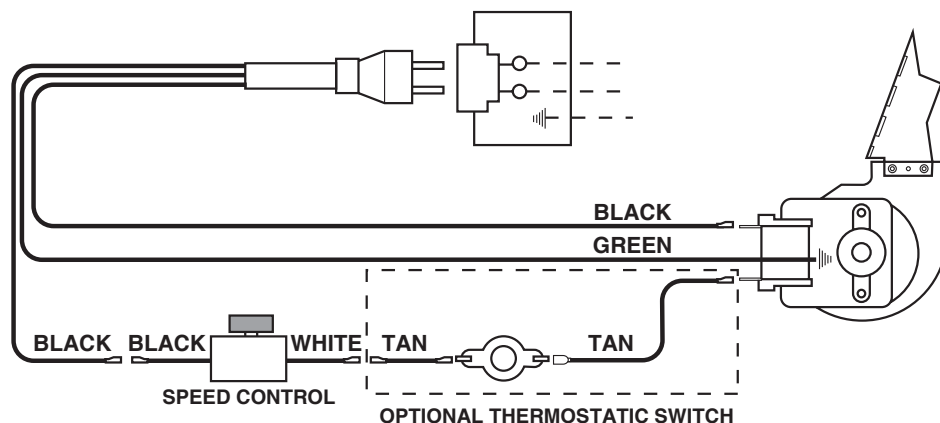 BLACK
GREEN
BLACK BLACK WHITE TAN TAN
SPEED CONTROL
OPTIONAL THERMOSTATIC SWITCH